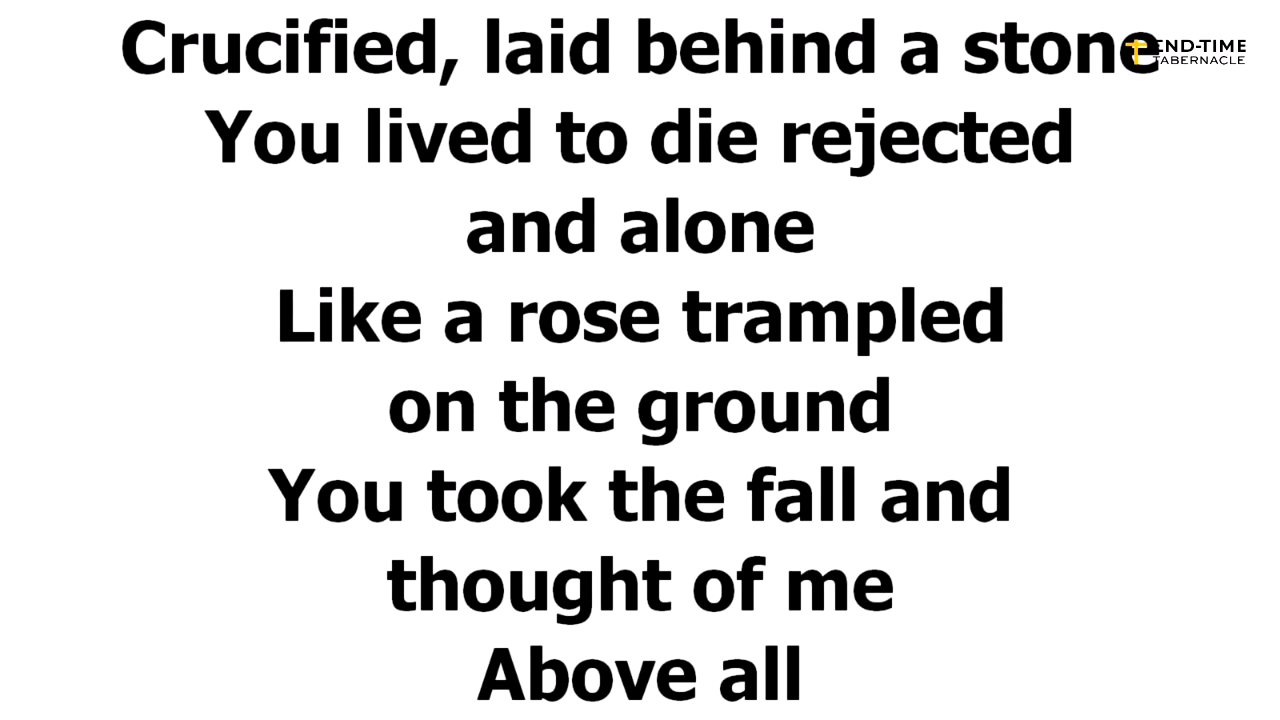 Crucified, laid behind a stone
END-TIME
TABERNACLE
You lived to die rejected
and alone
Like a rose trampled
on the ground
You took the fall and
thought of me
Above all